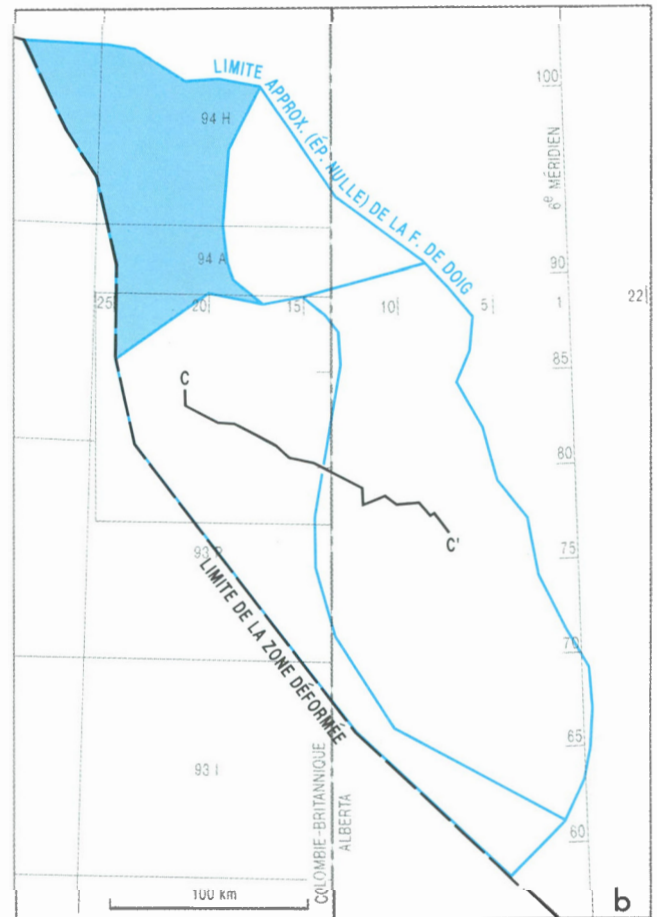 LIMITE APPROX. (ÉP. NULLE) DE LA F. DE DOIG
100
94 H
6e MÉRIDIEN
94 A
90
25
20
15
10
5
1
22
85
C
80
C'
75
LIMITE DE LA ZONE DÉFORMÉE
70
65
93 I
COLOMBIE-BRITANNIQUE
ALBERTA
60
100 km
b